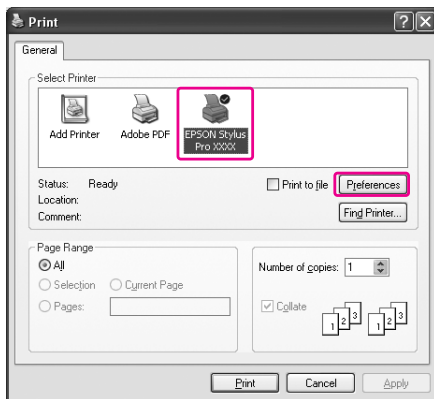 Print
General
Select Printer
Add Printer
Adobe PDF
EPSON Stylus
Pro XXXX
Status: Ready
Location:
Comment:
Print to file
Preferences
Find Printer...
Page Range
All
Selection
Current Page
Pages:
Number of copies: 1
Collate
1 2 3
1 2 3
Print
Cancel
Apply